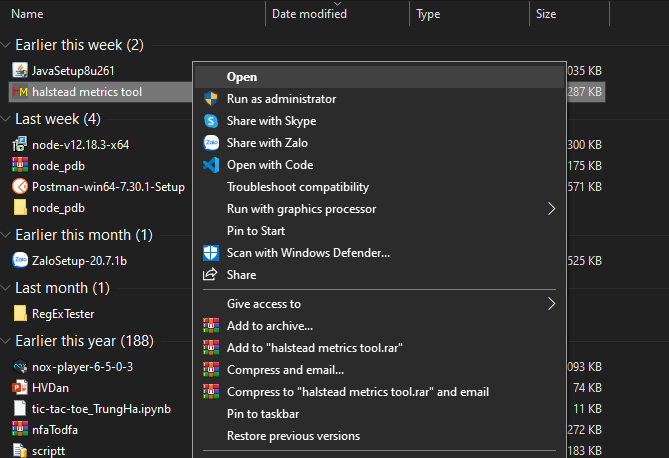 Name Date modified Type Size
Earlier this week (2)
JavaSetup8u261 035 KB
halstead metrics tool 287 KB
Last week (4)
node-v12.18.3-x64 300 KB
node_pdb 175 KB
Postman-win64-7.30.1-Setup 571 KB
node_pdb
Earlier this month (1)
ZaloSetup-20.7.1b 525 KB
Last month (1)
RegExTester
Earlier this year (188)
nox-player-6-5-0-3 093 KB
HVDan 74 KB
tic-tac-toe_TrungHa.ipynb 11 KB
nfaTodfa 272 KB
scriptt 183 KB
Open
Run as administrator
Share with Skype
Zalo Share with Zalo
Open with Code
Troubleshoot compatibility
Run with graphics processor
Pin to Start
Scan with Windows Defender...
Share
Give access to
Add to archive...
Add to "halstead metrics tool.rar"
Compress and email...
Compress to "halstead metrics tool.rar" and email
Pin to taskbar
Restore previous versions